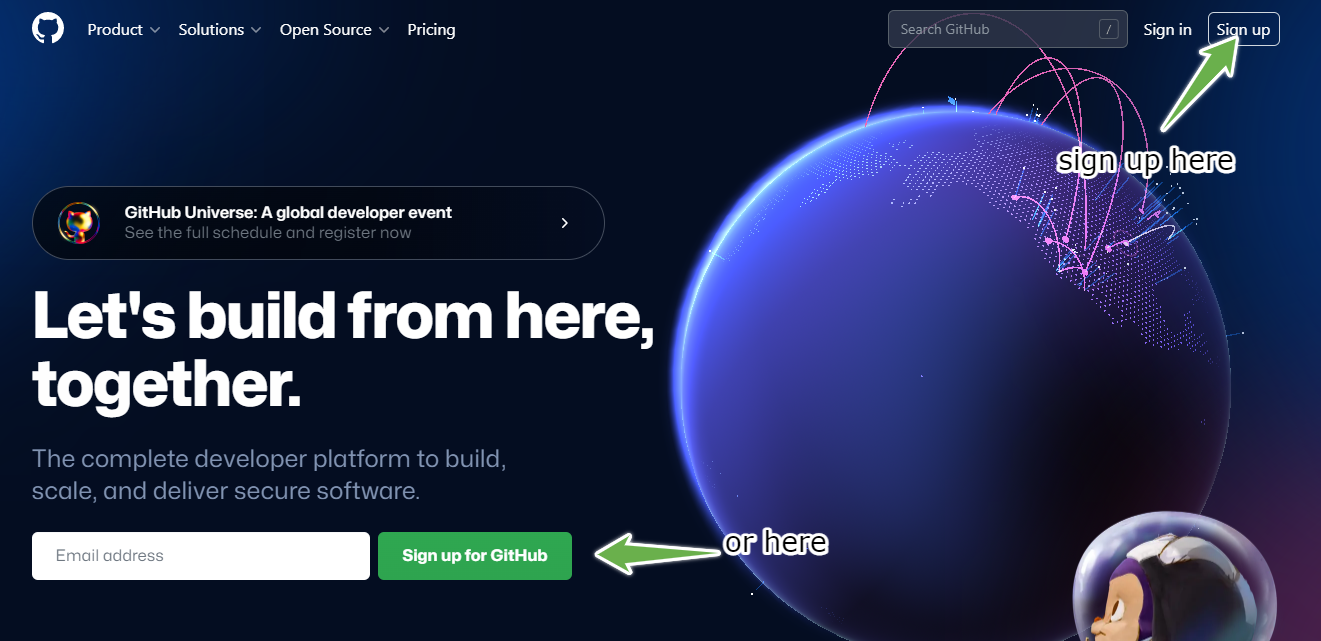 Product Solutions Open Source Pricing Search GitHub / Sign in Sign up
sign up here
GitHub Universe: A global developer event
See the full schedule and register now
Let's build from here,
together.
The complete developer platform to build,
scale, and deliver secure software.
Email address Sign up for GitHub or here